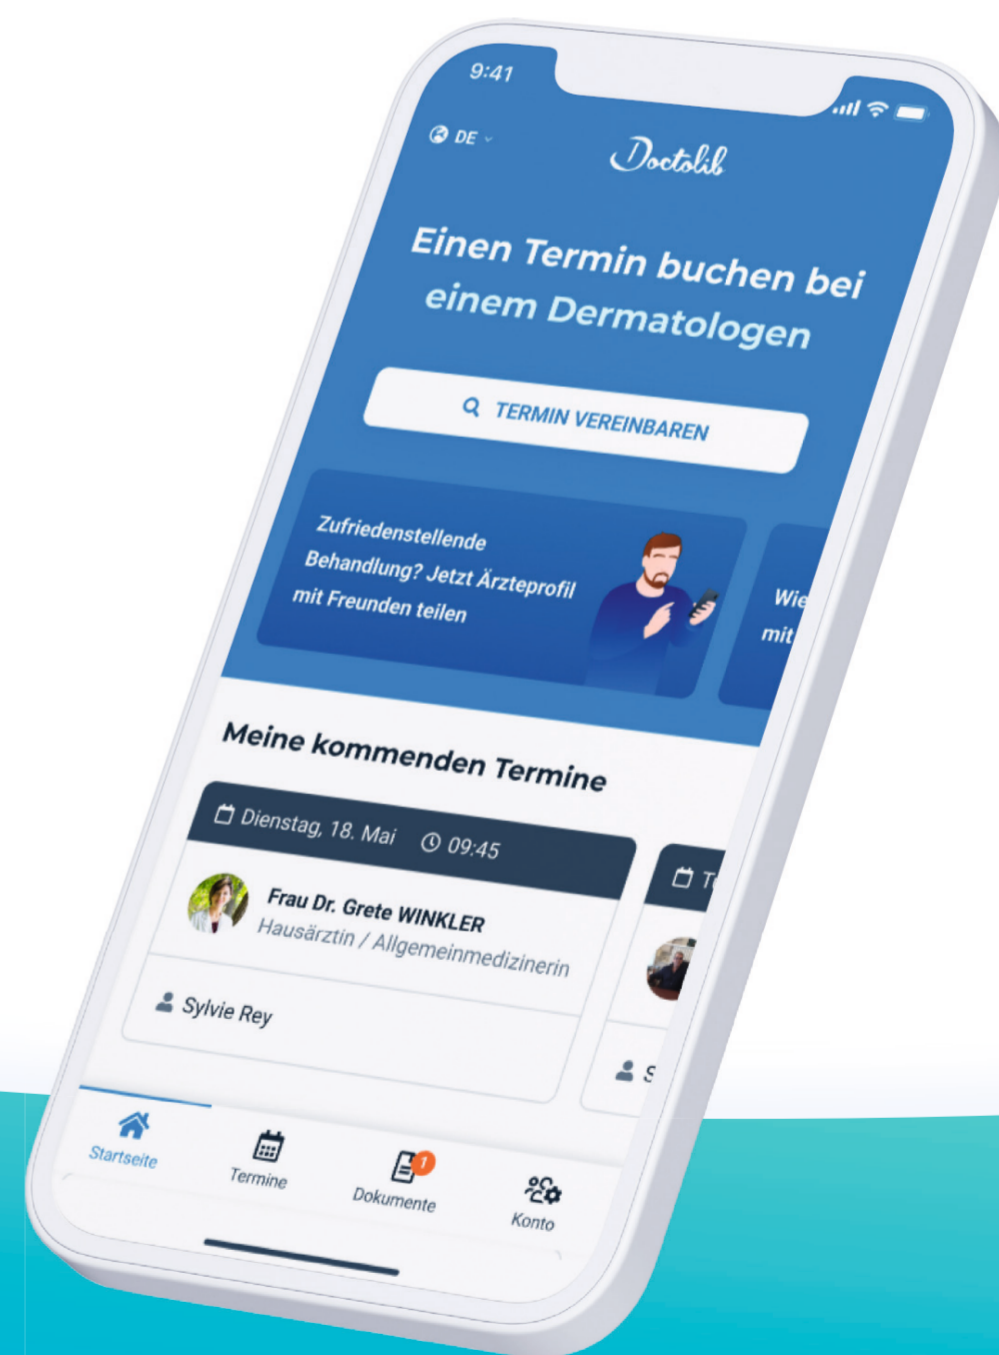 9:41
DE
Doctolib
Einen Termin buchen bei
einem Dermatologen
TERMIN VEREINBAREN
Zufriedenstellende
Behandlung? Jetzt Ärzteprofil
mit Freunden teilen
Wie
mit
Meine kommenden Termine
Dienstag, 18. Mai 09:45
Frau Dr. Grete WINKLER
Hausärztin / Allgemeinmedizinerin
Sylvie Rey
S
Startseite
Termine
1
Dokumente
Konto